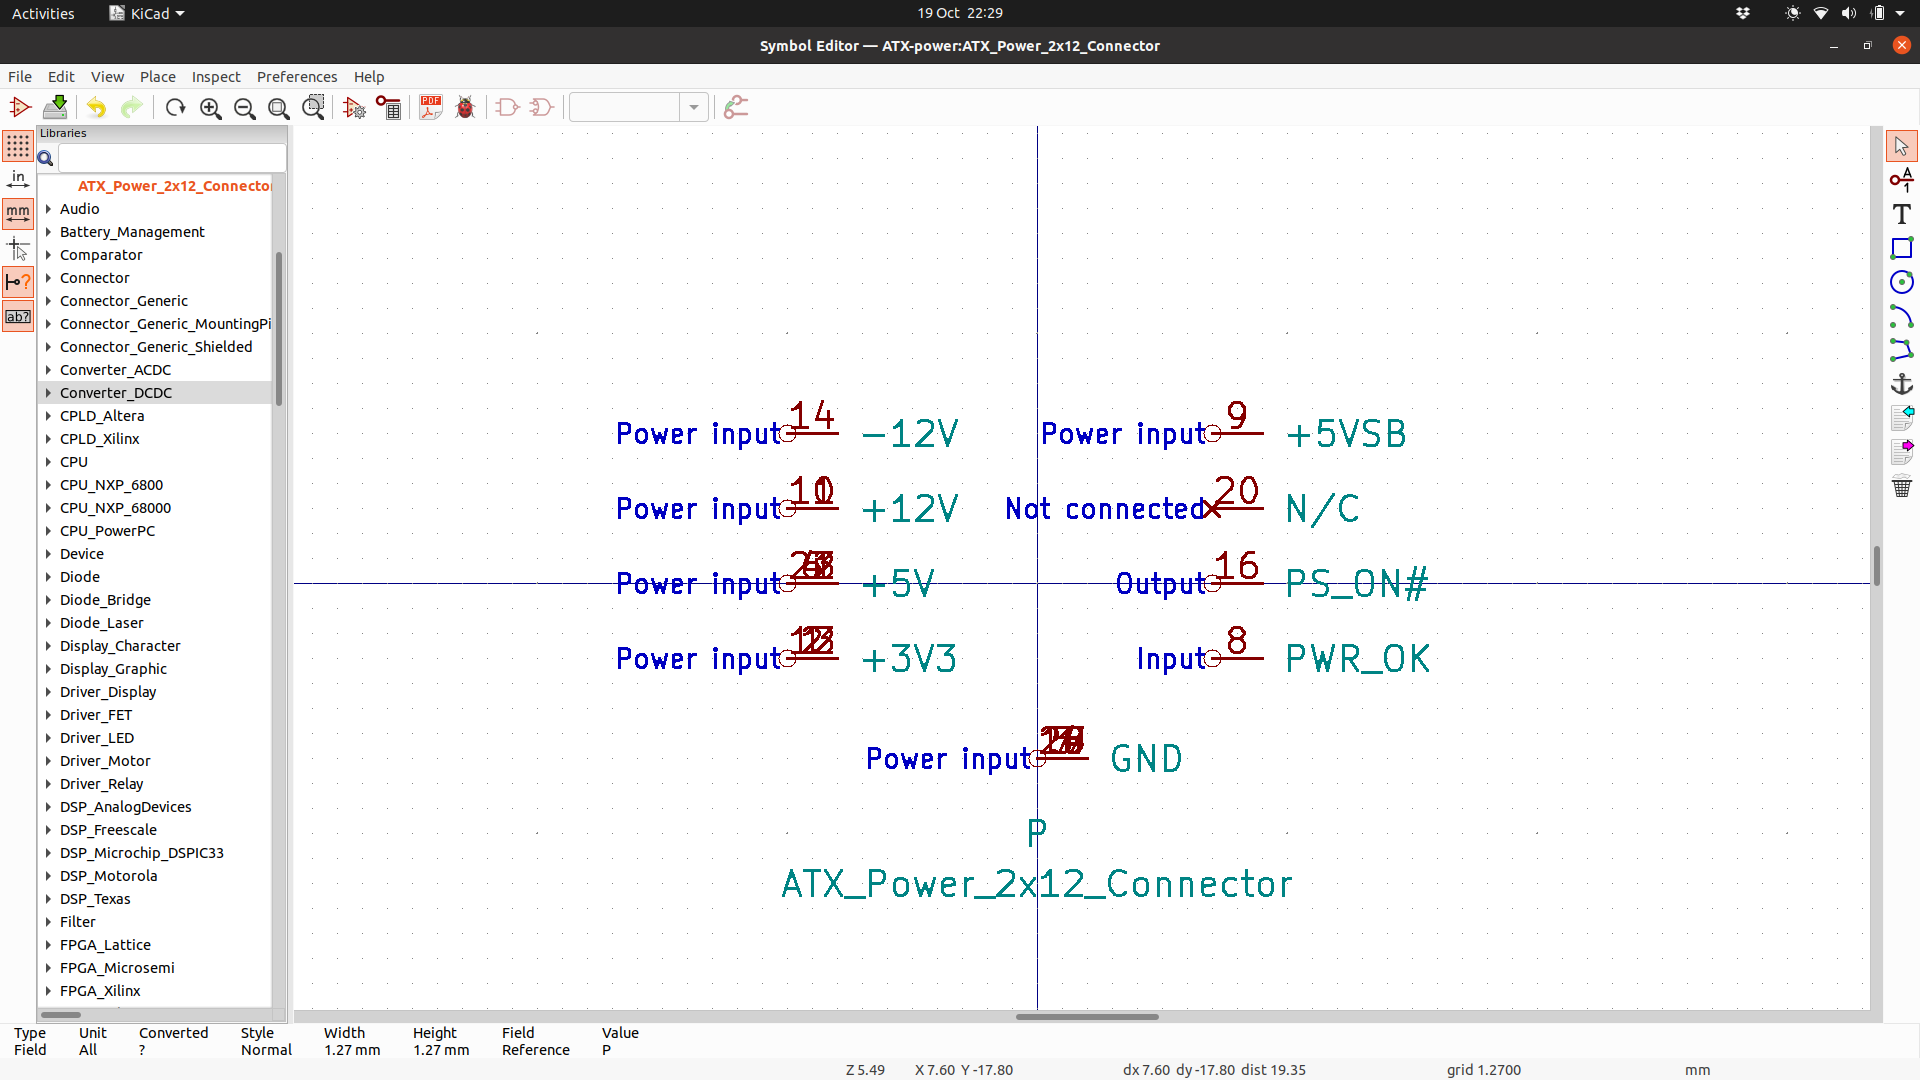 Activities KiCad 19 Oct 22:29
Symbol Editor — ATX-power:ATX_Power_2x12_Connector
File Edit View Place Inspect Preferences Help
PDF
Libraries
in
mm
ab?
A
1
T
ATX_Power_2x12_Connecto
Audio
Battery_Management
Comparator
Connector
Connector_Generic
Connector_Generic_MountingPi
Connector_Generic_Shielded
Converter_ACDC
Converter_DCDC
CPLD_Altera
CPLD_Xilinx
CPU
CPU_NXP_6800
CPU_NXP_68000
CPU_PowerPC
Device
Diode
Diode_Bridge
Diode_Laser
Display_Character
Display_Graphic
Driver_Display
Driver_FET
Driver_LED
Driver_Motor
Driver_Relay
DSP_AnalogDevices
DSP_Freescale
DSP_Microchip_DSPIC33
DSP_Motorola
DSP_Texas
Filter
FPGA_Lattice
FPGA_Microsemi
FPGA_Xilinx
Power input 14 -12V
Power input +12V
Power input +5V
Power input +3V3
Power input 9 +5VSB
Not connected 20 N/C
Output 16 PS_ON#
Input 8 PWR_OK
Power input GND
P
ATX_Power_2x12_Connector
Type Unit Converted Style Width Height Field Value
Field All ? Normal 1.27 mm 1.27 mm Reference P
Z 5.49 X 7.60 Y -17.80 dx 7.60 dy -17.80 dist 19.35 grid 1.2700 mm